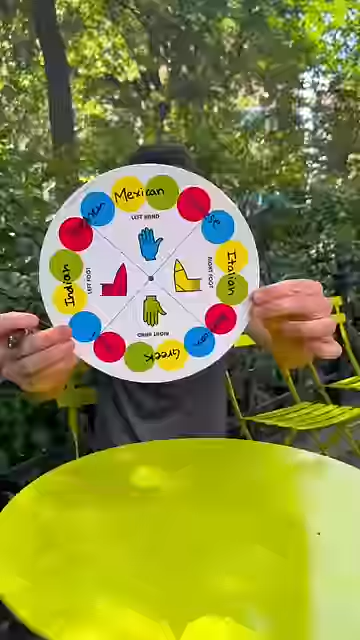 Mexican
LEFT HAND
Italian
RIGHT FOOT
Greek
RIGHT HAND
Indian
LEFT FOOT